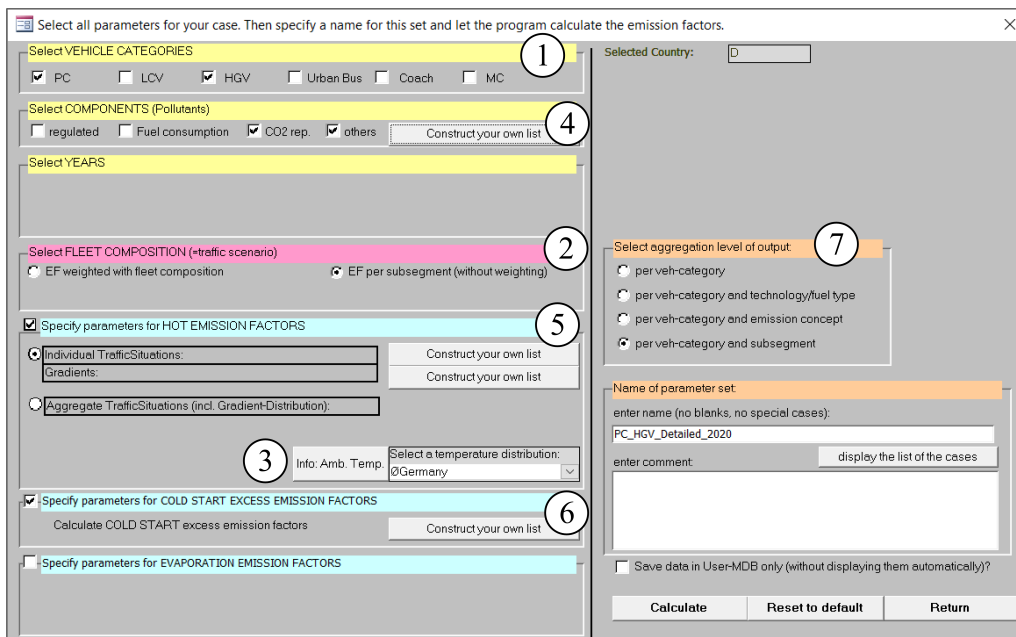 Select all parameters for your case. Then specify a name for this set and let the program calculate the emission factors.
Select VEHICLE CATEGORIES
1
PC LCV HGV Urban Bus Coach MC
Select COMPONENTS (Pollutants)
regulated Fuel consumption CO2 rep. others Construct your own list
4
Select YEARS
Select FLEET COMPOSITION (=traffic scenario)
2
EF weighted with fleet composition EF per subsegment (without weighting)
Specify parameters for HOT EMISSION FACTORS
5
Individual TrafficSituations: Construct your own list
Gradients: Construct your own list
Aggregate TrafficSituations (incl. Gradient-Distribution):
3
Info: Amb. Temp.
Select a temperature distribution:
ØGermany
Specify parameters for COLD START EXCESS EMISSION FACTORS
6
Calculate COLD START excess emission factors Construct your own list
Specify parameters for EVAPORATION EMISSION FACTORS
Selected Country: D
Select aggregation level of output:
7
per veh-category
per veh-category and technology/fuel type
per veh-category and emission concept
per veh-category and subsegment
Name of parameter set:
enter name (no blanks, no special cases):
PC_HGV_Detailed_2020
enter comment: display the list of the cases
Save data in User-MDB only (without displaying them automatically)?
Calculate Reset to default Return